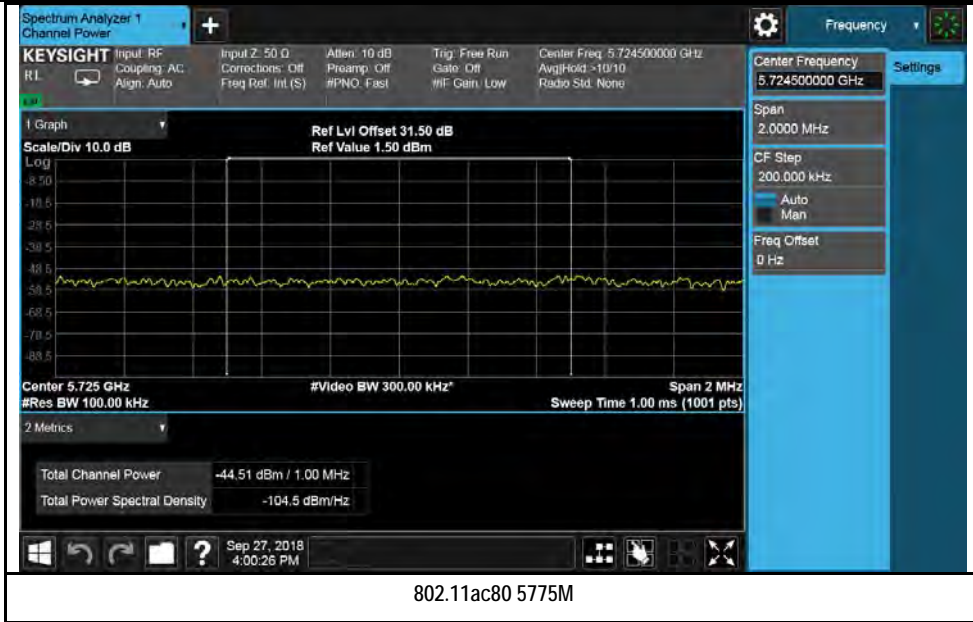 Spectrum Analyzer 1
Channel Power
Frequency
KEYSIGHT
Input: RF
Coupling: AC
Align: Auto
Input Z: 50 Ω
Corrections: Off
Freq Ref: Int (S)
Atten: 10 dB
Preamp: Off
#PNO: Fast
Trig: Free Run
Gate: Off
#IF Gain: Low
Center Freq: 5.724500000 GHz
Avg|Hold:>10/10
Radio Std: None
Center Frequency
5.724500000 GHz
Settings
Span
2.0000 MHz
CF Step
200.000 kHz
Auto
Man
Freq Offset
0 Hz
1 Graph
Scale/Div 10.0 dB
Ref Lvl Offset 31.50 dB
Ref Value 1.50 dBm
Log
-8.50
-18.5
-28.5
-38.5
-48.5
-58.5
-68.5
-78.5
-88.5
Center 5.725 GHz
#Video BW 300.00 kHz*
Span 2 MHz
#Res BW 100.00 kHz
Sweep Time 1.00 ms (1001 pts)
2 Metrics
Total Channel Power
-44.51 dBm / 1.00 MHz
Total Power Spectral Density
-104.5 dBm/Hz
?
Sep 27, 2018
4:00:26 PM
802.11ac80 5775M